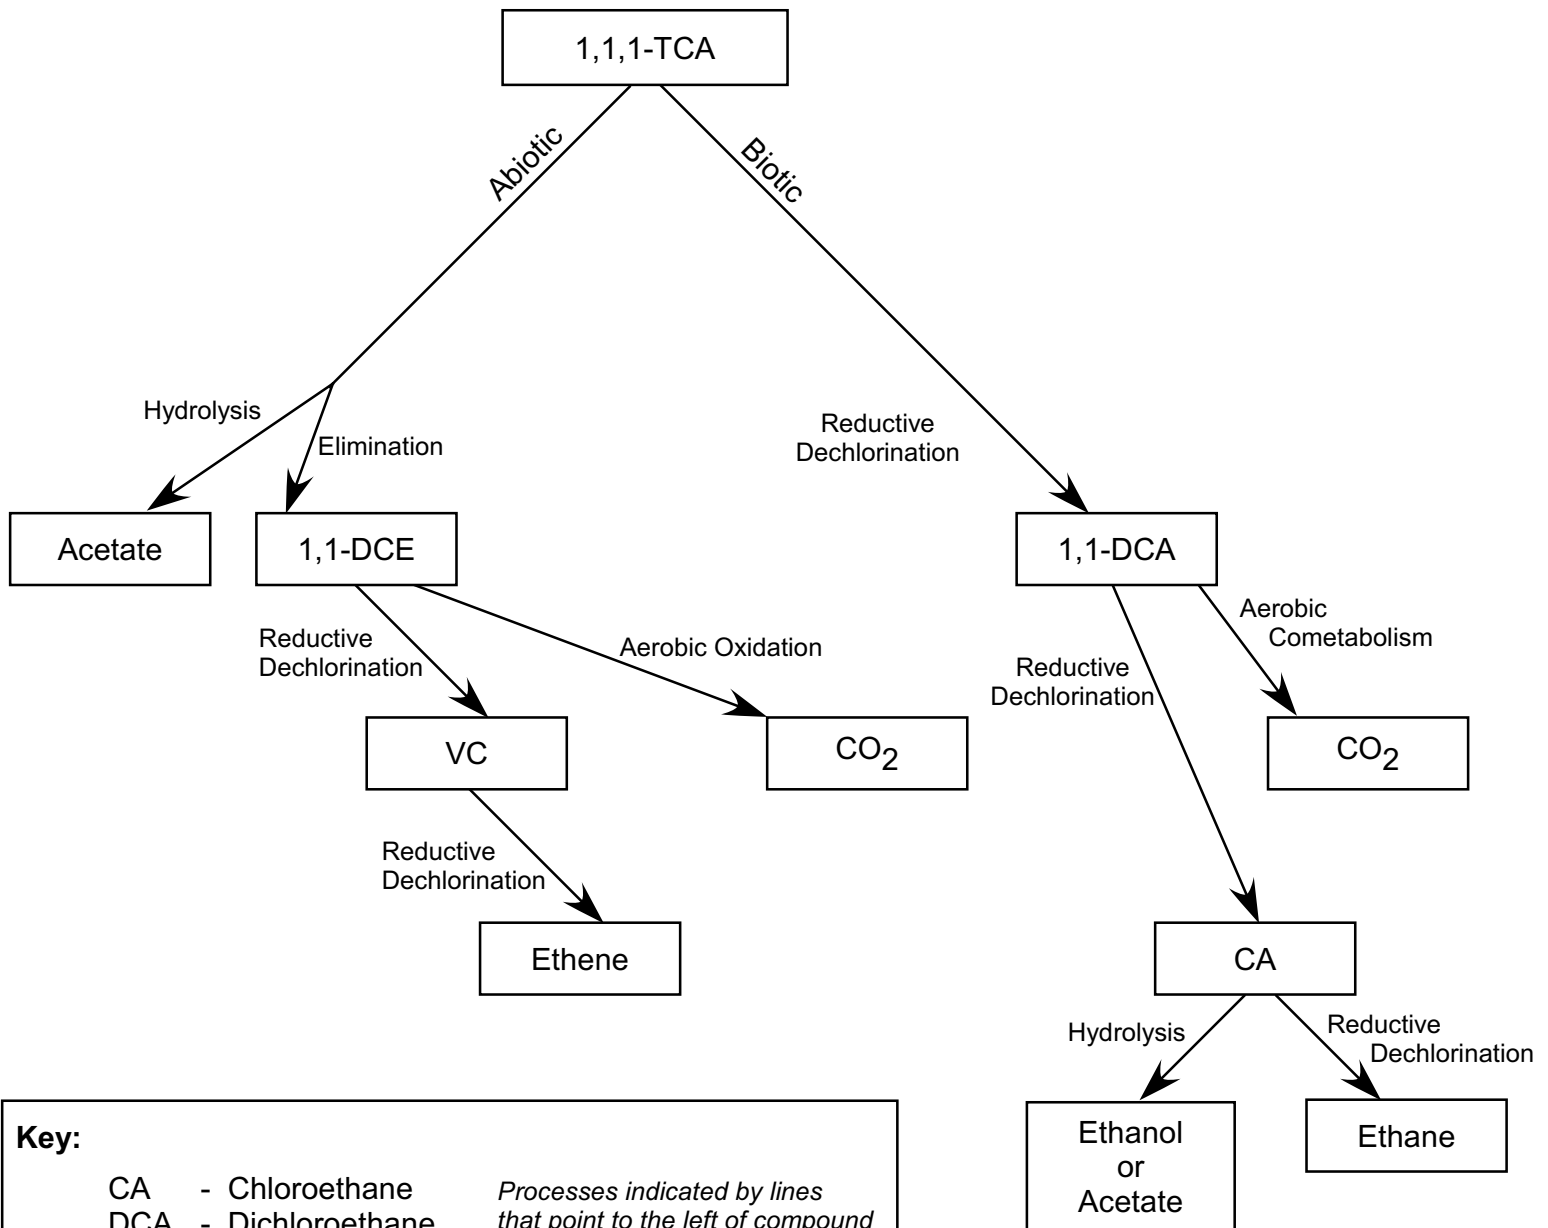 1,1,1-TCA
Abiotic
Biotic
Hydrolysis
Elimination
Reductive
Dechlorination
Acetate
1,1-DCE
1,1-DCA
Reductive
Dechlorination
Aerobic Oxidation
Reductive
Dechlorination
Aerobic
Cometabolism
VC
CO2
CO2
Reductive
Dechlorination
Ethene
CA
Hydrolysis
Reductive
Dechlorination
Ethanol
or
Acetate
Ethane
Key:
CA - Chloroethane
DCA - Dichloroethane
Processes indicated by lines
that point to the left of compound